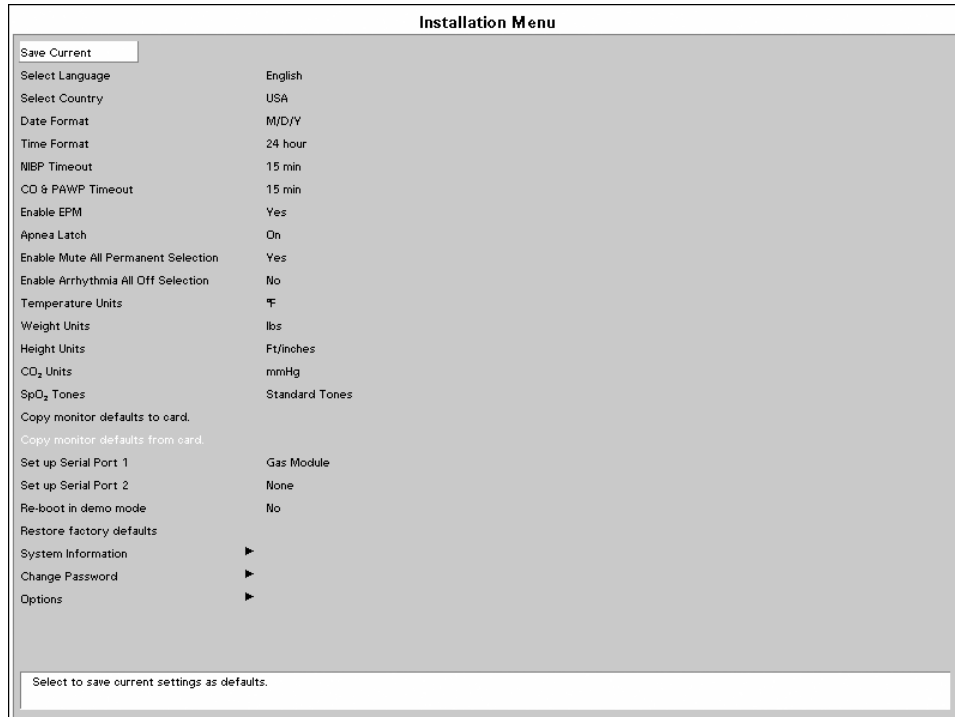 Installation Menu
Save Current
Select Language English
Select Country USA
Date Format M/D/Y
Time Format 24 hour
NIBP Timeout 15 min
CO & PAWP Timeout 15 min
Enable EPM Yes
Apnea Latch On
Enable Mute All Permanent Selection Yes
Enable Arrhythmia All Off Selection No
Temperature Units °F
Weight Units lbs
Height Units Ft/inches
CO₂ Units mmHg
SpO₂ Tones Standard Tones
Copy monitor defaults to card.
Copy monitor defaults from card.
Set up Serial Port 1 Gas Module
Set up Serial Port 2 None
Re-boot in demo mode No
Restore factory defaults
System Information ►
Change Password ►
Options ►
Select to save current settings as defaults.